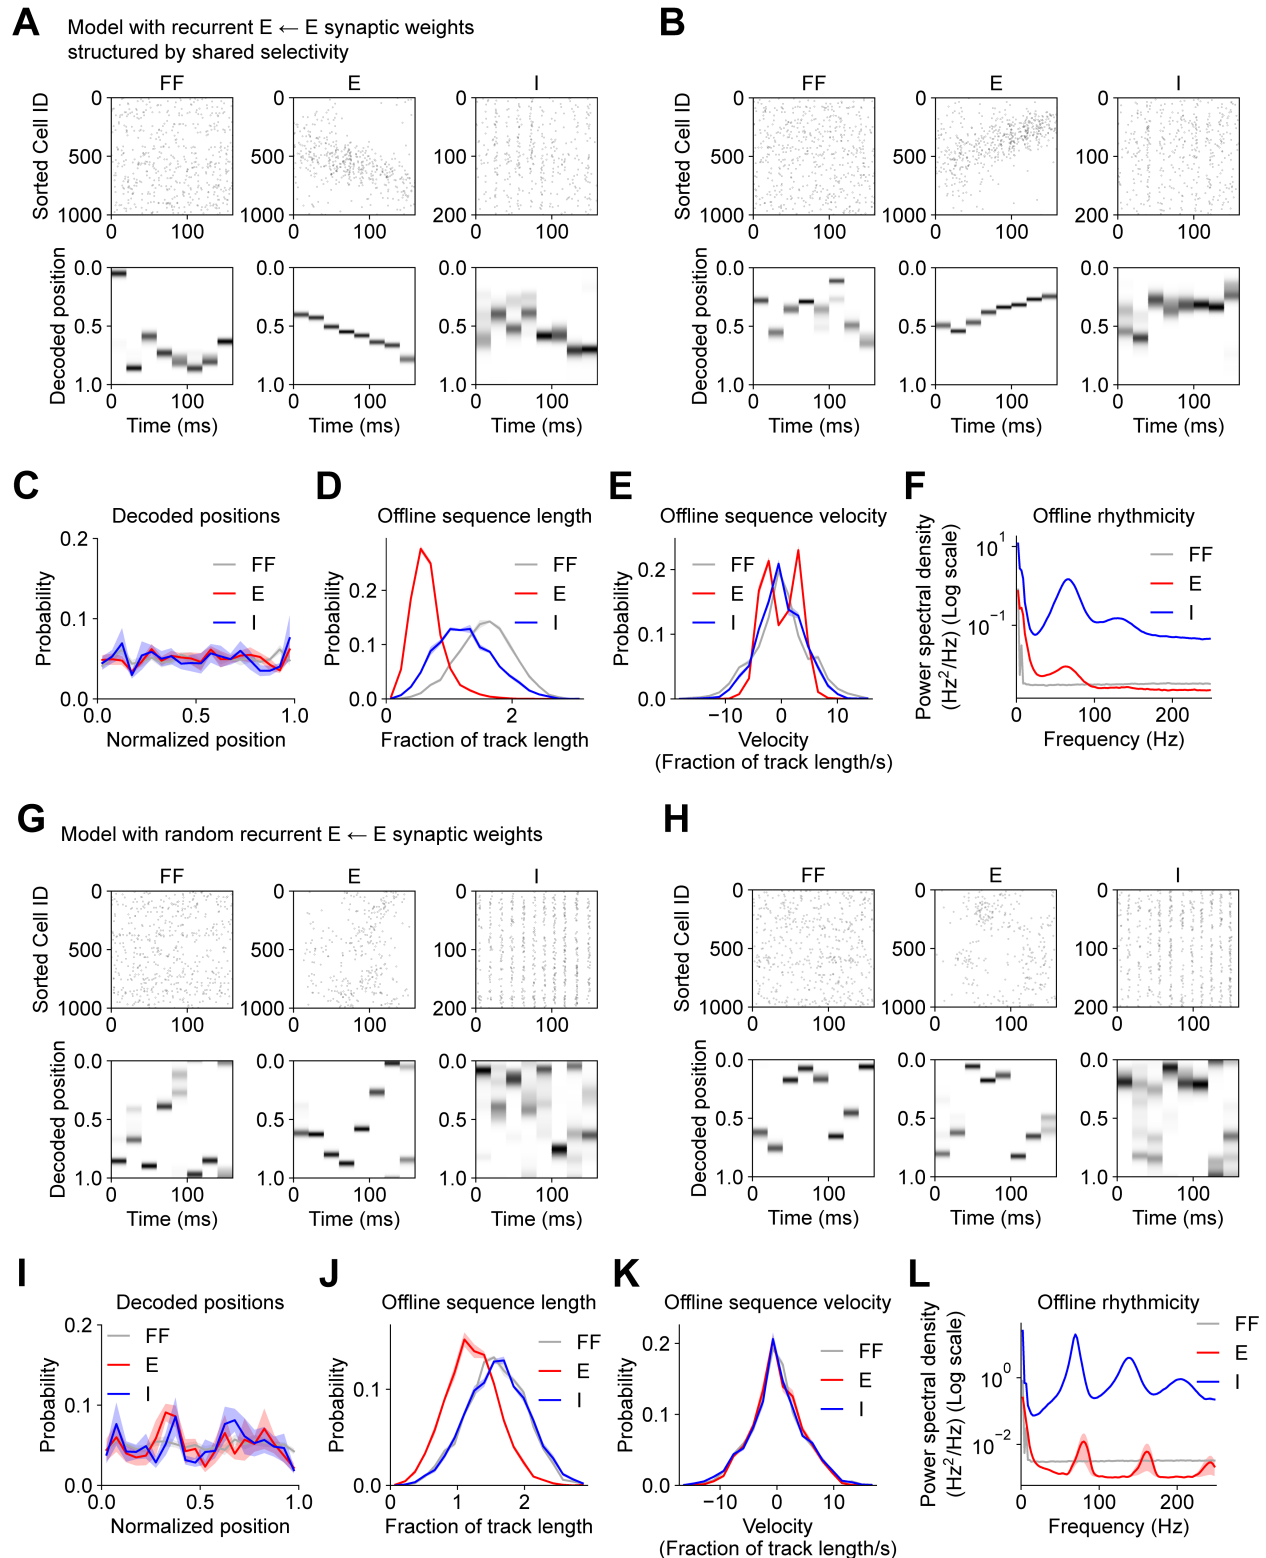 A
Model with recurrent E ← E synaptic weights
structured by shared selectivity
B
FF
E
I
FF
E
I
Sorted Cell ID
0
500
1000
0
100
0
500
1000
0
100
0
100
200
0
100
Sorted Cell ID
0
500
1000
0
100
0
500
1000
0
100
0
100
200
0
100
Decoded position
0.0
0.5
1.0
0
100
Time (ms)
0.0
0.5
1.0
0
100
Time (ms)
0.0
0.5
1.0
0
100
Time (ms)
Decoded position
0.0
0.5
1.0
0
100
Time (ms)
0.0
0.5
1.0
0
100
Time (ms)
0.0
0.5
1.0
0
100
Time (ms)
C
Decoded positions
Probability
0.2
0.1
0.0
FF
E
I
0.0
0.5
1.0
Normalized position
D
Offline sequence length
Probability
0.2
0.1
0.0
FF
E
I
0
2
Fraction of track length
E
Offline sequence velocity
Probability
0.2
0.1
0.0
FF
E
I
−10
0
10
Velocity
(Fraction of track length/s)
F
Offline rhythmicity
Power spectral density
(Hz²/Hz) (Log scale)
10¹
10⁻¹
FF
E
I
0
100
200
Frequency (Hz)
G
Model with random recurrent E ← E synaptic weights
H
FF
E
I
FF
E
I
Sorted Cell ID
0
500
1000
0
100
0
500
1000
0
100
0
100
200
0
100
Sorted Cell ID
0
500
1000
0
100
0
500
1000
0
100
0
100
200
0
100
Decoded position
0.0
0.5
1.0
0
100
Time (ms)
0.0
0.5
1.0
0
100
Time (ms)
0.0
0.5
1.0
0
100
Time (ms)
Decoded position
0.0
0.5
1.0
0
100
Time (ms)
0.0
0.5
1.0
0
100
Time (ms)
0.0
0.5
1.0
0
100
Time (ms)
I
Decoded positions
Probability
0.2
0.1
0.0
FF
E
I
0.0
0.5
1.0
Normalized position
J
Offline sequence length
Probability
0.1
0.0
FF
E
I
0
1
2
Fraction of track length
K
Offline sequence velocity
Probability
0.2
0.1
0.0
FF
E
I
−10
0
10
Velocity
(Fraction of track length/s)
L
Offline rhythmicity
Power spectral density
(Hz²/Hz) (Log scale)
10⁰
10⁻²
FF
E
I
0
100
200
Frequency (Hz)